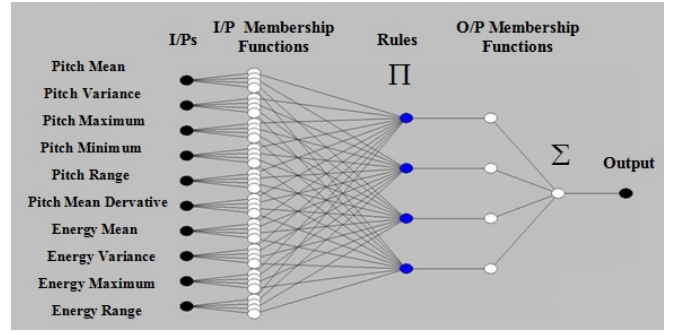 I/Ps
I/P Membership
Functions
Rules
O/P Membership
Functions
∏
∑
Output
Pitch Mean
Pitch Variance
Pitch Maximum
Pitch Minimum
Pitch Range
Pitch Mean Dervative
Energy Mean
Energy Variance
Energy Maximum
Energy Range